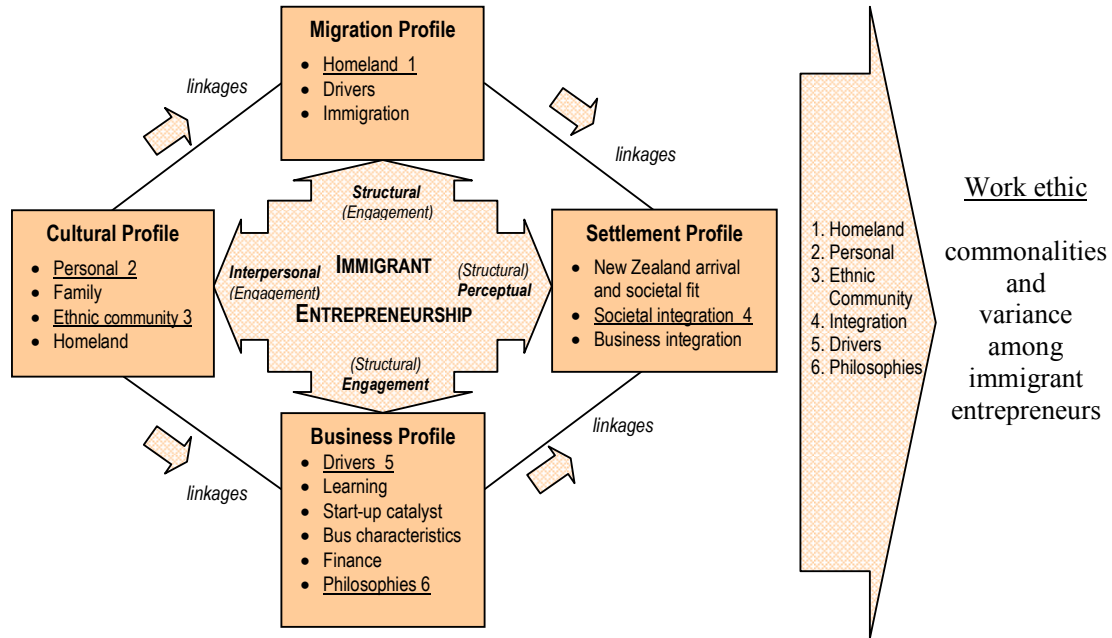 Migration Profile
• Homeland 1
• Drivers
• Immigration
linkages
linkages
Structural
(Engagement)
Cultural Profile
• Personal 2
• Family
• Ethnic community 3
• Homeland
Interpersonal
(Engagement)
IMMIGRANT
ENTREPRENEURSHIP
(Structural)
Perceptual
Settlement Profile
• New Zealand arrival
and societal fit
• Societal integration 4
• Business integration
(Structural)
Engagement
linkages
linkages
Business Profile
• Drivers 5
• Learning
• Start-up catalyst
• Bus characteristics
• Finance
• Philosophies 6
1. Homeland
2. Personal
3. Ethnic
Community
4. Integration
5. Drivers
6. Philosophies
Work ethic
commonalities
and
variance
among
immigrant
entrepreneurs